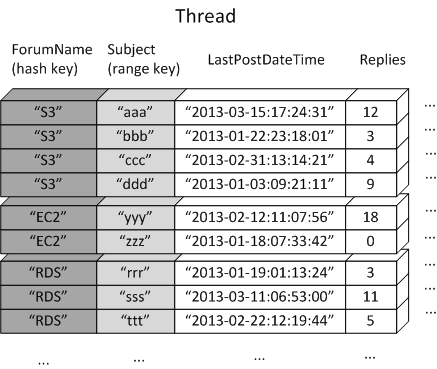 Thread
ForumName Subject LastPostDateTime Replies
(hash key) (range key)
"S3" "aaa" "2013-03-15:17:24:31" 12 ...
"S3" "bbb" "2013-01-22:23:18:01" 3 ...
"S3" "ccc" "2013-02-31:13:14:21" 4 ...
"S3" "ddd" "2013-01-03:09:21:11" 9 ...
"EC2" "yyy" "2013-02-12:11:07:56" 18 ...
"EC2" "zzz" "2013-01-18:07:33:42" 0 ...
"RDS" "rrr" "2013-01-19:01:13:24" 3 ...
"RDS" "sss" "2013-03-11:06:53:00" 11 ...
"RDS" "ttt" "2013-02-22:12:19:44" 5 ...
... ... ... ...